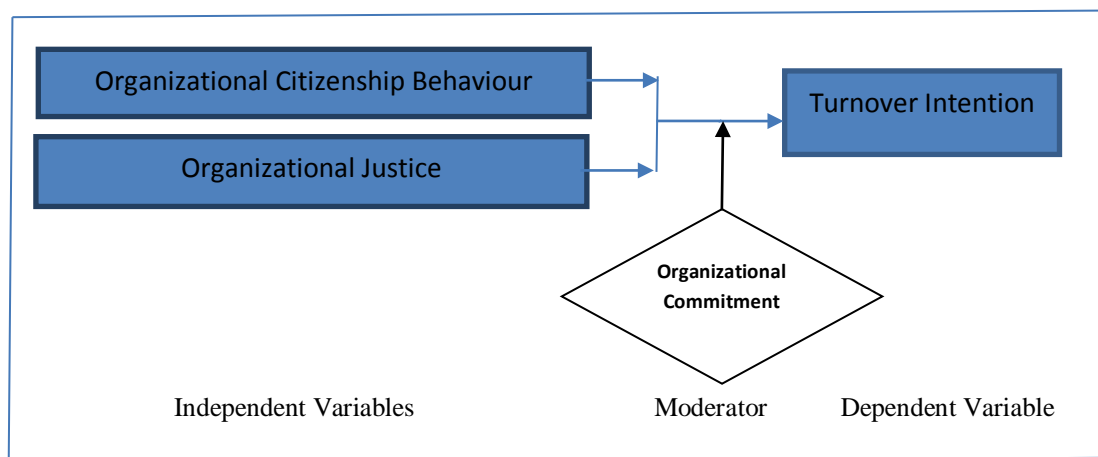 Organizational Citizenship Behaviour
Turnover Intention
Organizational Justice
Organizational
Commitment
Independent Variables
Moderator
Dependent Variable